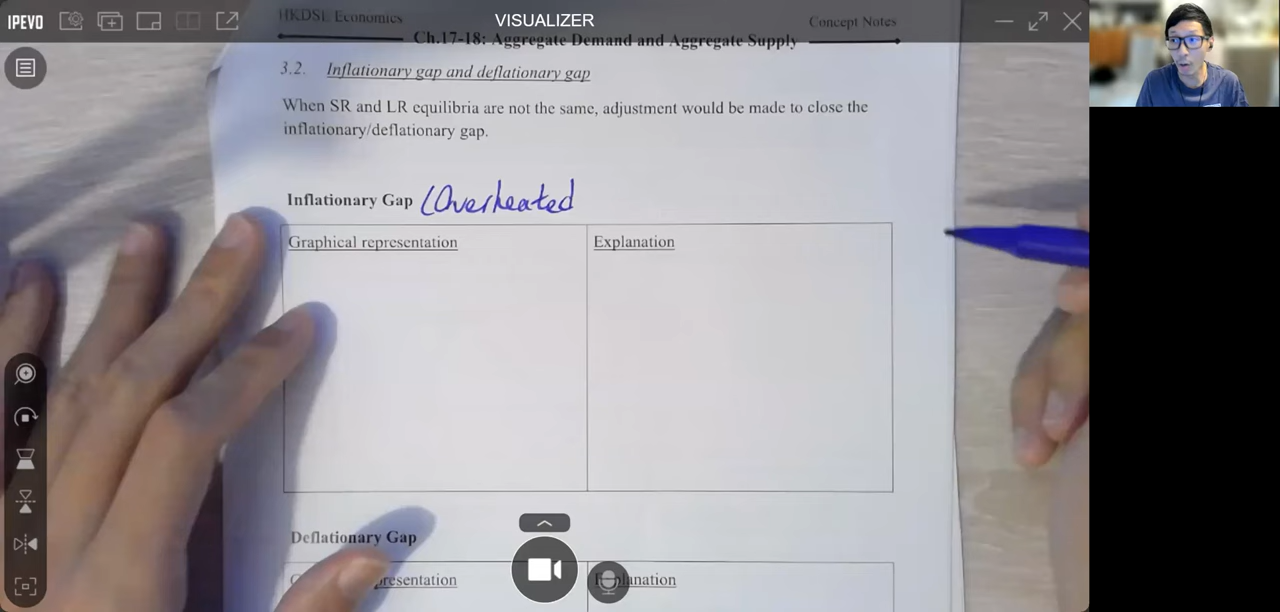 IPEVO
VISUALIZER
HKDSE Economics
Concept Notes
Ch.17-18: Aggregate Demand and Aggregate Supply
3.2. Inflationary gap and deflationary gap
When SR and LR equilibria are not the same, adjustment would be made to close the
inflationary/deflationary gap.
Inflationary Gap (Overheated
Graphical representation
Explanation
Deflationary Gap
presentation
lanation